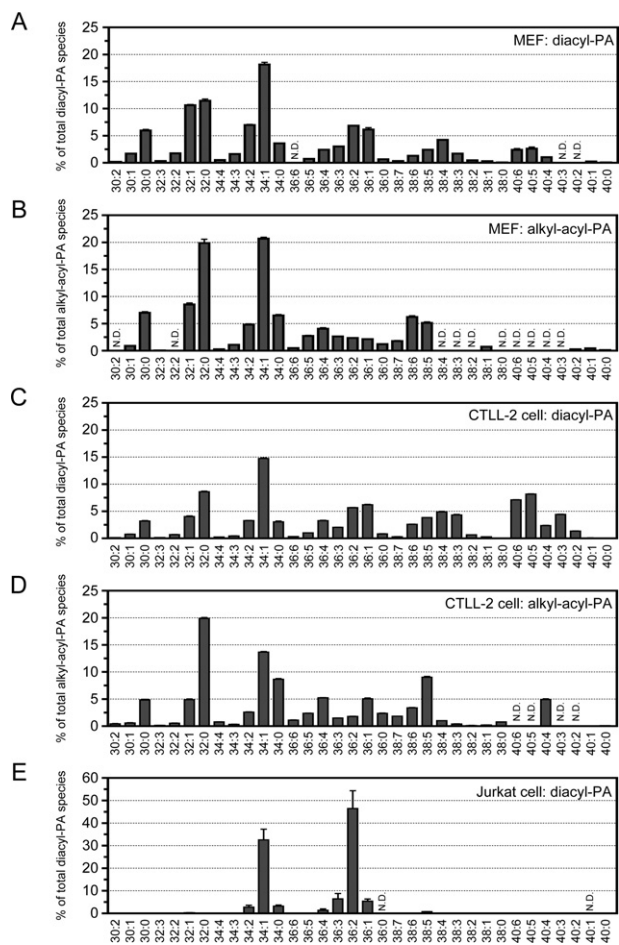 A
MEF: diacyl-PA
% of total diacyl-PA species
25
20
15
10
5
0
N.D. N.D. N.D.
30:2 30:1 30:0 32:3 32:2 32:1 32:0 34:4 34:3 34:2 34:1 34:0 36:6 36:5 36:4 36:3 36:2 36:1 36:0 38:7 38:6 38:5 38:4 38:3 38:2 38:1 38:0 40:6 40:5 40:4 40:3 40:2 40:1 40:0
B
MEF: alkyl-acyl-PA
% of total alkyl-acyl-PA species
25
20
15
10
5
0
N.D. N.D. N.D. N.D. N.D. N.D. N.D. N.D. N.D. N.D.
30:2 30:1 30:0 32:3 32:2 32:1 32:0 34:4 34:3 34:2 34:1 34:0 36:6 36:5 36:4 36:3 36:2 36:1 36:0 38:7 38:6 38:5 38:4 38:3 38:2 38:1 38:0 40:6 40:5 40:4 40:3 40:2 40:1 40:0
C
CTLL-2 cell: diacyl-PA
% of total diacyl-PA species
25
20
15
10
5
0
30:2 30:1 30:0 32:3 32:2 32:1 32:0 34:4 34:3 34:2 34:1 34:0 36:6 36:5 36:4 36:3 36:2 36:1 36:0 38:7 38:6 38:5 38:4 38:3 38:2 38:1 38:0 40:6 40:5 40:4 40:3 40:2 40:1 40:0
D
CTLL-2 cell: alkyl-acyl-PA
% of total alkyl-acyl-PA species
25
20
15
10
5
0
N.D. N.D. N.D. N.D.
30:2 30:1 30:0 32:3 32:2 32:1 32:0 34:4 34:3 34:2 34:1 34:0 36:6 36:5 36:4 36:3 36:2 36:1 36:0 38:7 38:6 38:5 38:4 38:3 38:2 38:1 38:0 40:6 40:5 40:4 40:3 40:2 40:1 40:0
E
Jurkat cell: diacyl-PA
% of total diacyl-PA species
60
50
40
30
20
10
0
N.D. N.D.
30:2 30:1 30:0 32:3 32:2 32:1 32:0 34:4 34:3 34:2 34:1 34:0 36:6 36:5 36:4 36:3 36:2 36:1 36:0 38:7 38:6 38:5 38:4 38:3 38:2 38:1 38:0 40:6 40:5 40:4 40:3 40:2 40:1 40:0